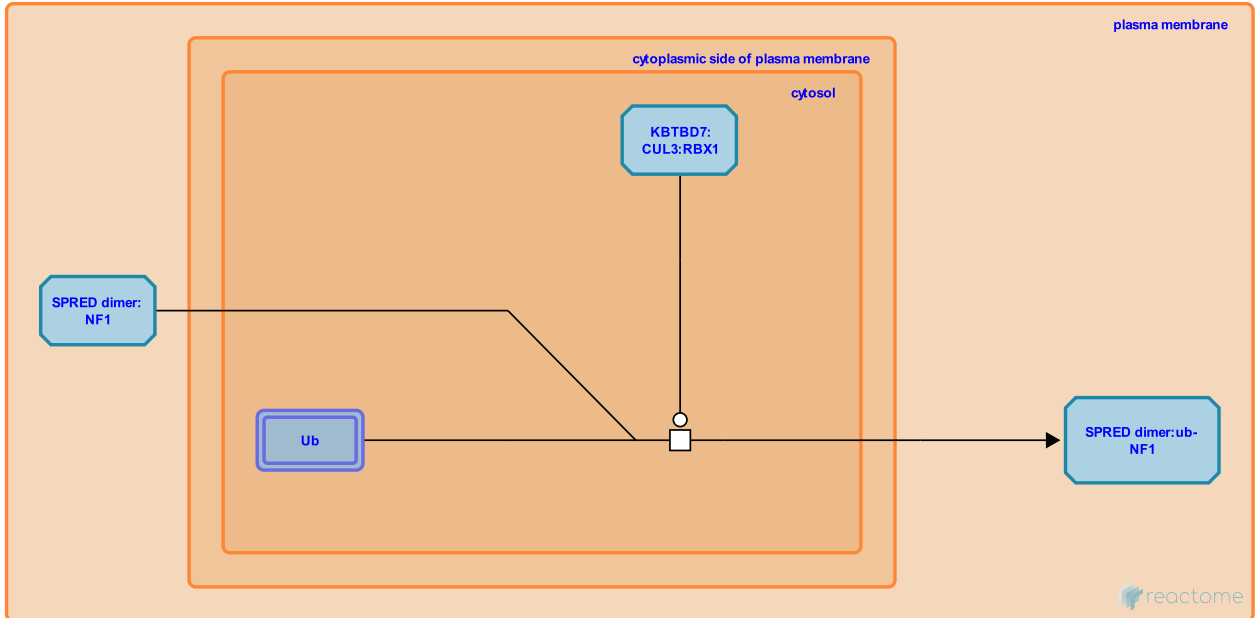 plasma membrane
cytoplasmic side of plasma membrane
cytosol
KBTBD7:
CUL3:RBX1
SPRED dimer:
NF1
Ub
SPRED dimer:ub-
NF1
reactome